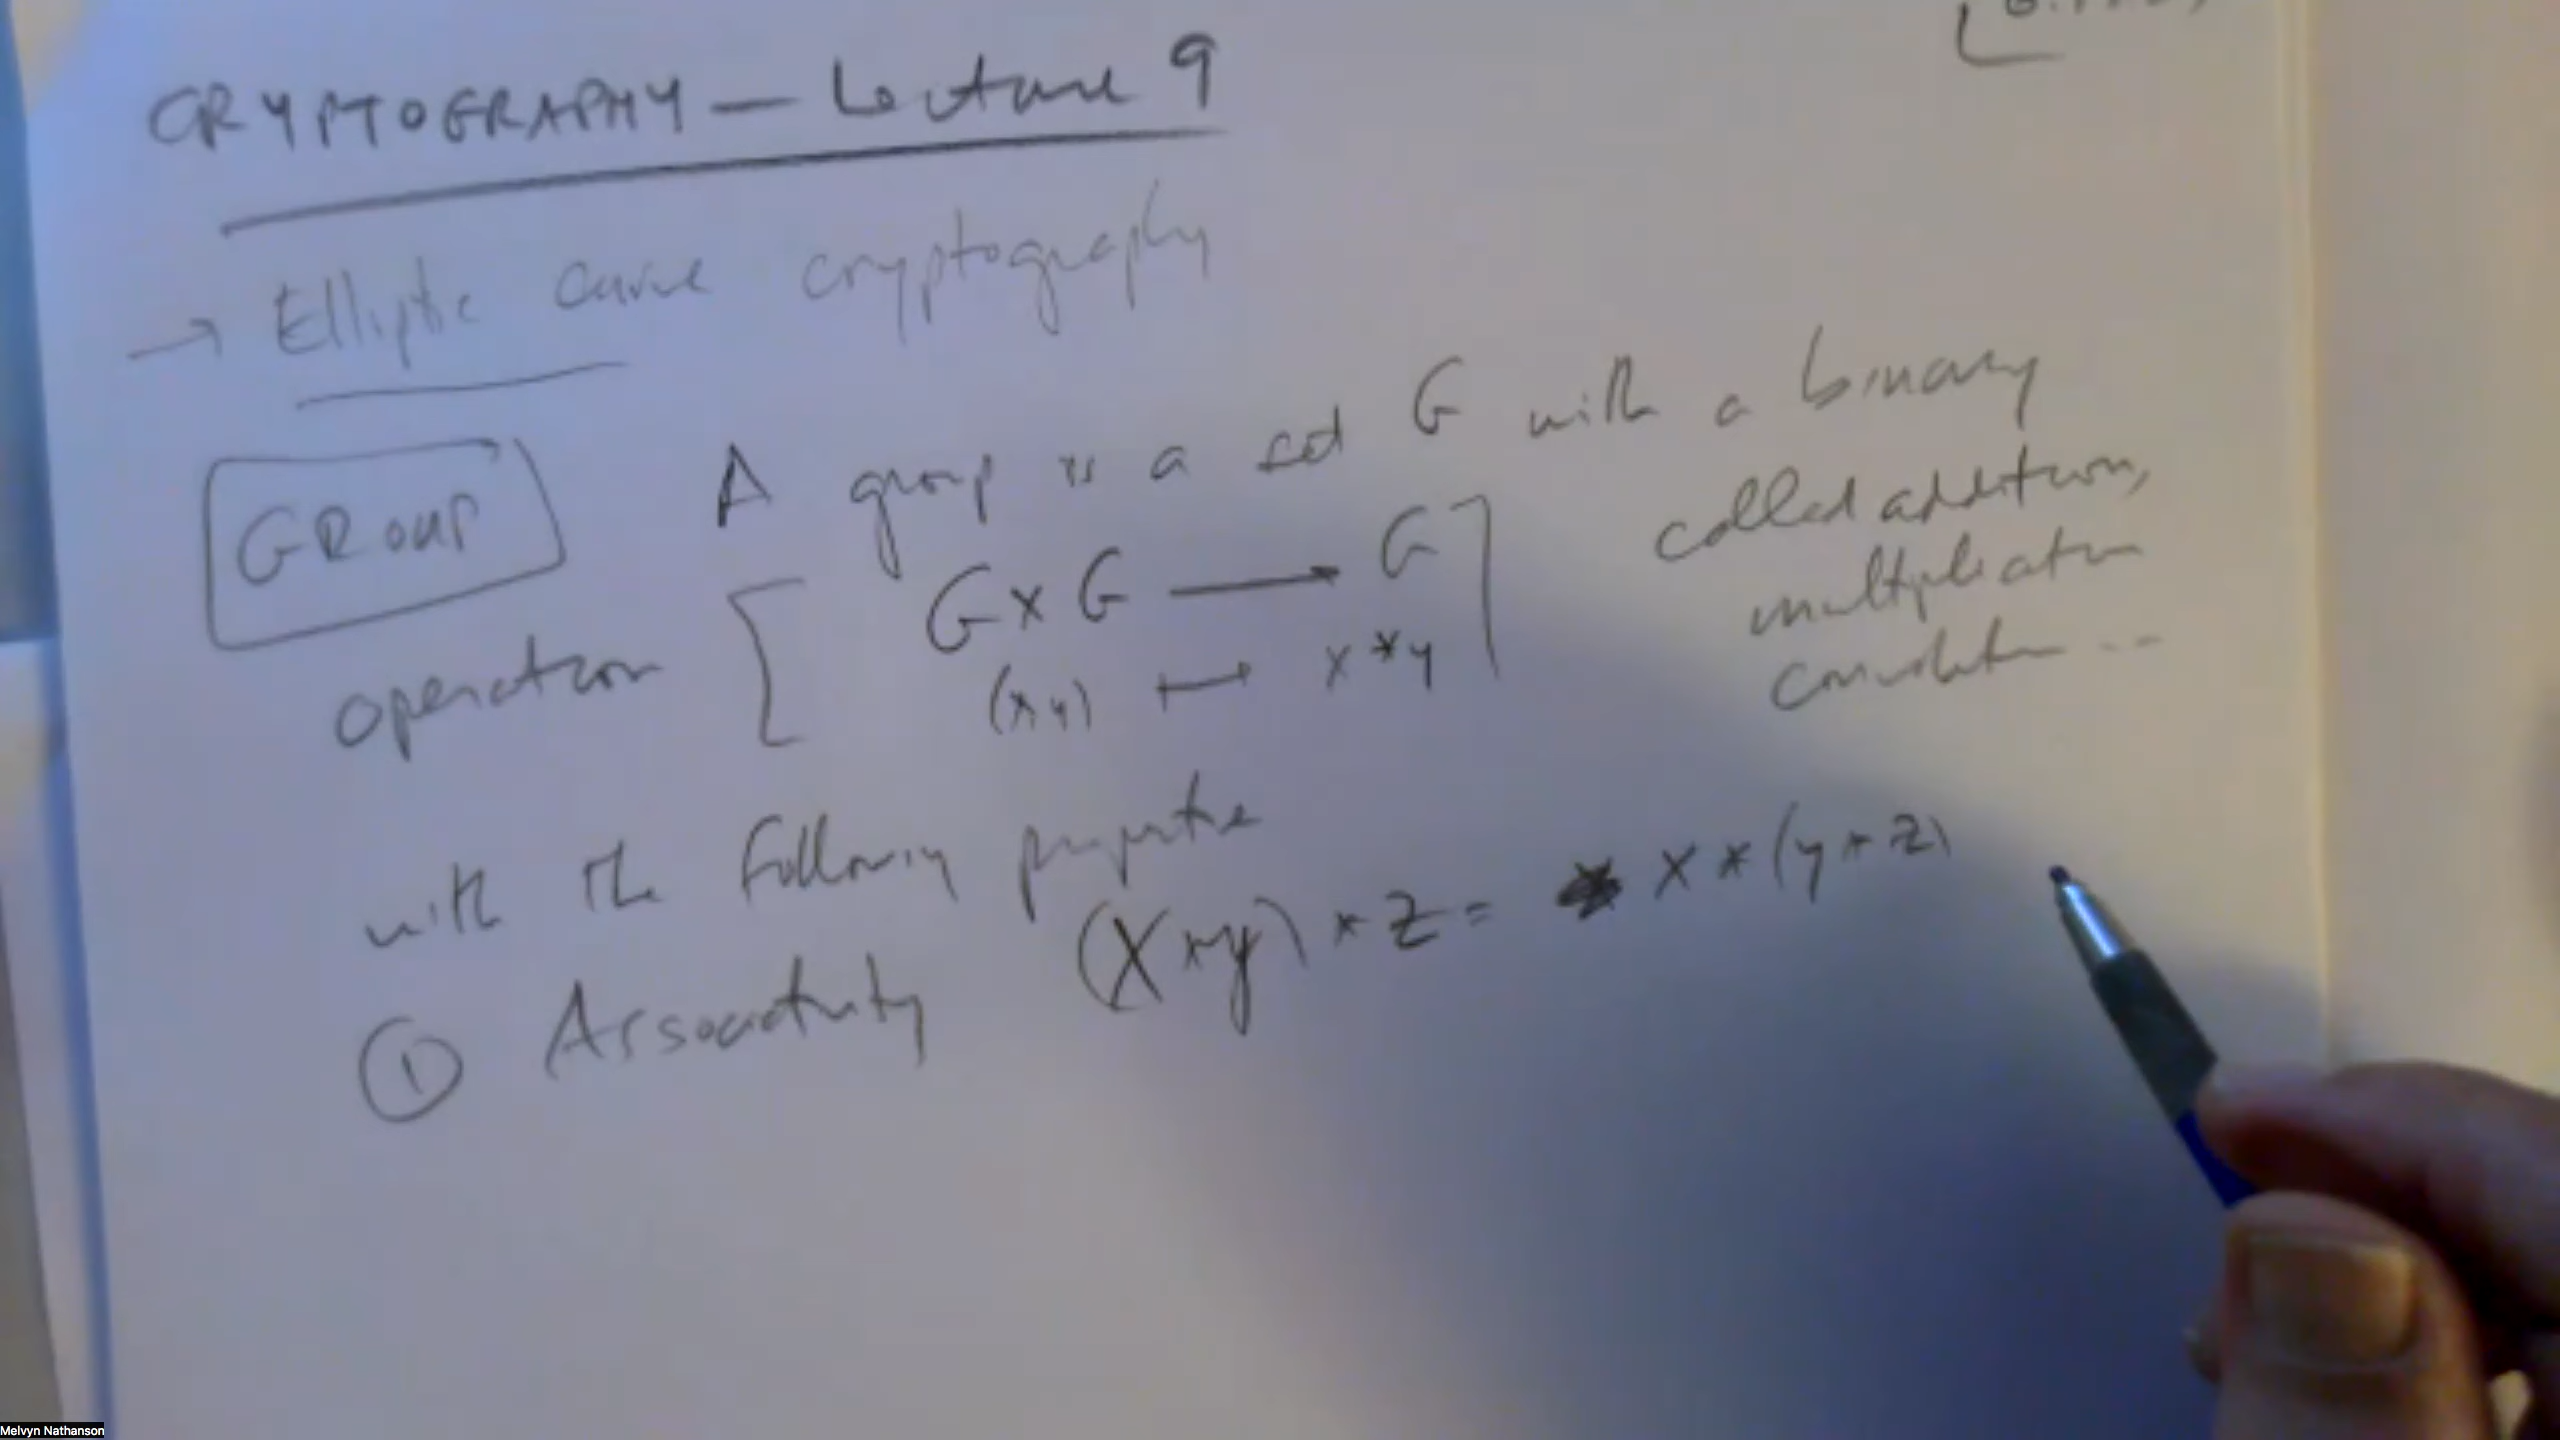 CRYPTOGRAPHY — Lecture 9
→ Elliptic curve cryptography
GROUP
A group is a set G with a binary
operation [ G x G ⟶ G ] called addition,
(x,y) ↦ x * y multiplication
convolution ...
with the following properties
① Associativity (x * y) * z = x * (y * z)
Melvyn Nathanson